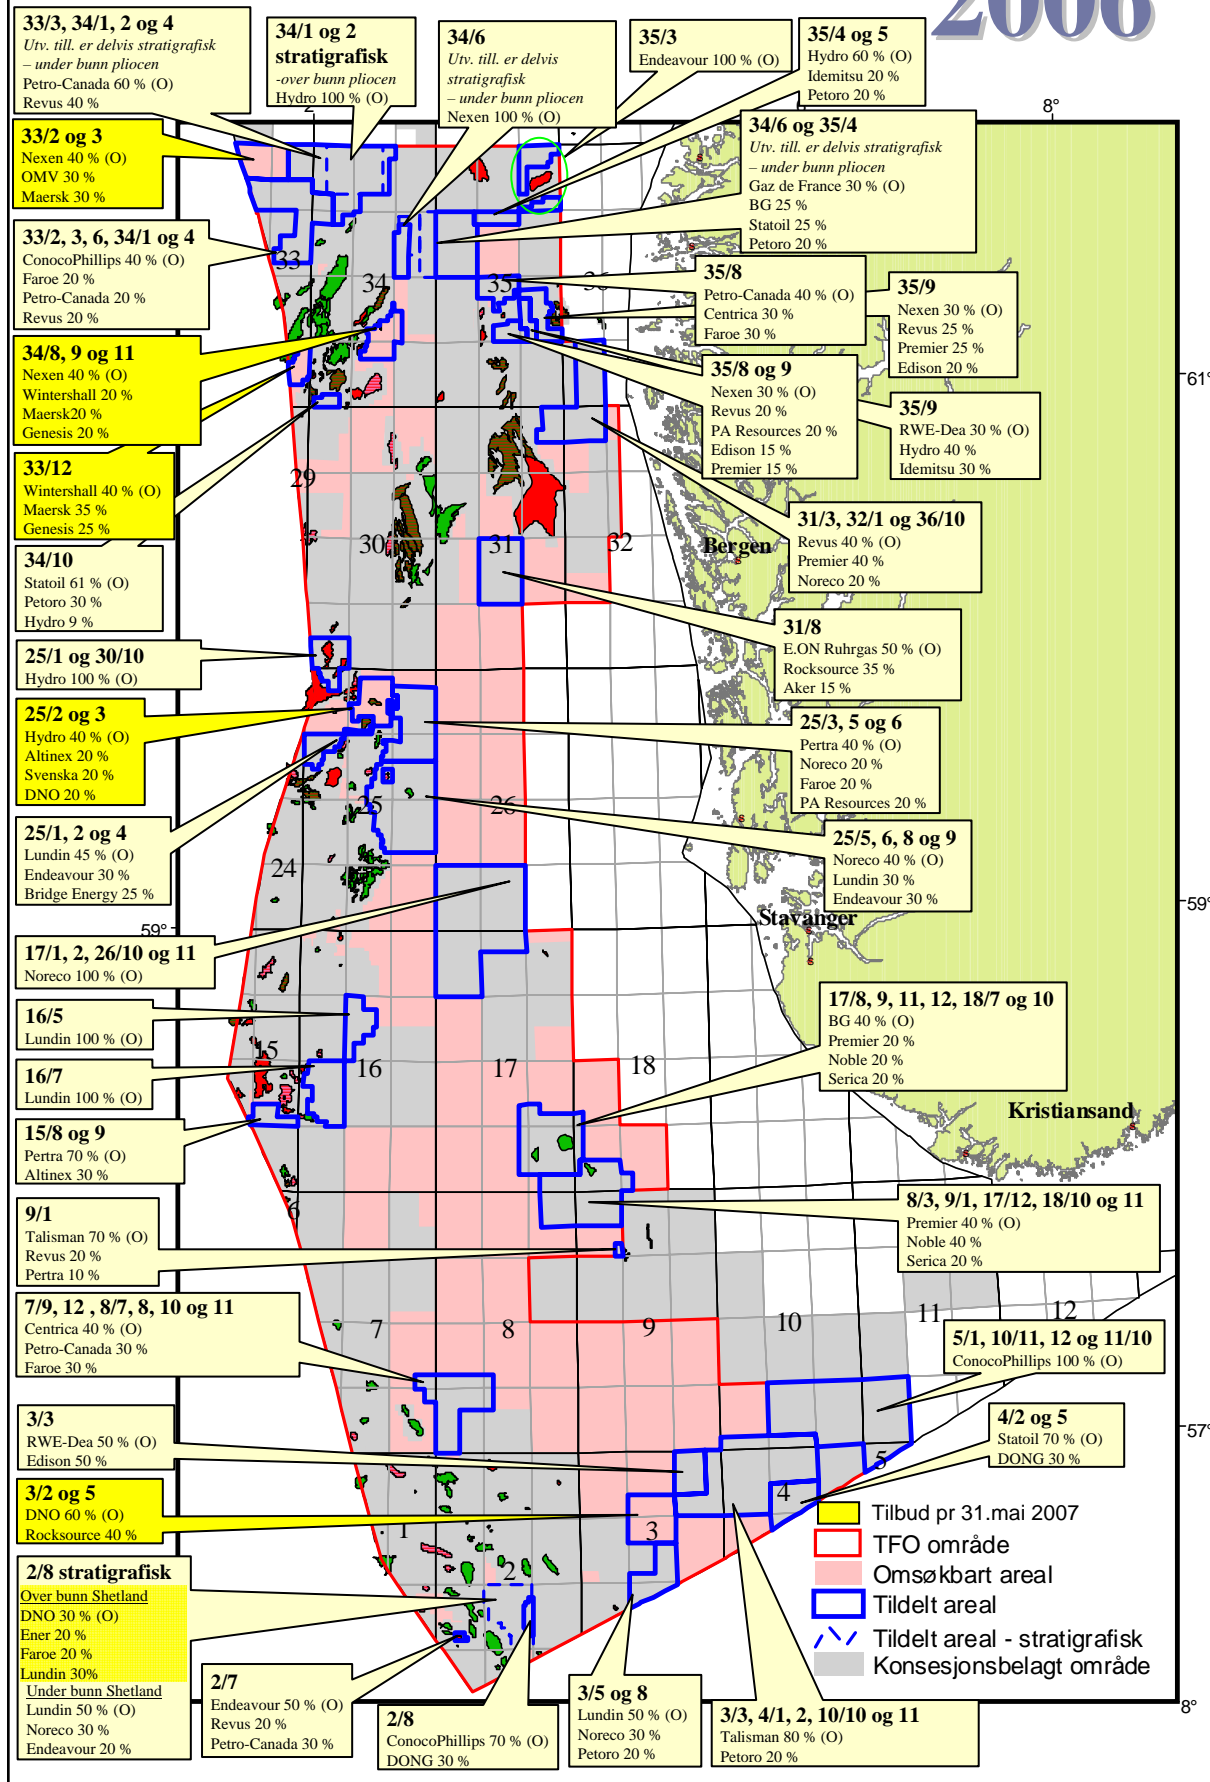 2006
33/3, 34/1, 2 og 4
Utv. till. er delvis stratigrafisk
– under bunn pliocen
Petro-Canada 60 % (O)
Revus 40 %
34/1 og 2
stratigrafisk
-over bunn pliocen
Hydro 100 % (O)
34/6
Utv. till. er delvis
stratigrafisk
– under bunn pliocen
Nexen 100 % (O)
35/3
Endeavour 100 % (O)
35/4 og 5
Hydro 60 % (O)
Idemitsu 20 %
Petoro 20 %
2°
8°
33/2 og 3
Nexen 40 % (O)
OMV 30 %
Maersk 30 %
34/6 og 35/4
Utv. till. er delvis stratigrafisk
– under bunn pliocen
Gaz de France 30 % (O)
BG 25 %
Statoil 25 %
Petoro 20 %
33/2, 3, 6, 34/1 og 4
ConocoPhillips 40 % (O)
Faroe 20 %
Petro-Canada 20 %
Revus 20 %
33
34
35
36
35/8
Petro-Canada 40 % (O)
Centrica 30 %
Faroe 30 %
35/9
Nexen 30 % (O)
Revus 25 %
Premier 25 %
Edison 20 %
34/8, 9 og 11
Nexen 40 % (O)
Wintershall 20 %
Maersk20 %
Genesis 20 %
35/8 og 9
Nexen 30 % (O)
Revus 20 %
PA Resources 20 %
Edison 15 %
Premier 15 %
61°
35/9
RWE-Dea 30 % (O)
Hydro 40 %
Idemitsu 30 %
33/12
Wintershall 40 % (O)
Maersk 35 %
Genesis 25 %
29
30
31
32
31/3, 32/1 og 36/10
Revus 40 % (O)
Premier 40 %
Noreco 20 %
Bergen
34/10
Statoil 61 % (O)
Petoro 30 %
Hydro 9 %
31/8
E.ON Ruhrgas 50 % (O)
Rocksource 35 %
Aker 15 %
25/1 og 30/10
Hydro 100 % (O)
25/2 og 3
Hydro 40 % (O)
Altinex 20 %
Svenska 20 %
DNO 20 %
25/3, 5 og 6
Pertra 40 % (O)
Noreco 20 %
Faroe 20 %
PA Resources 20 %
25
26
25/1, 2 og 4
Lundin 45 % (O)
Endeavour 30 %
Bridge Energy 25 %
25/5, 6, 8 og 9
Noreco 40 % (O)
Lundin 30 %
Endeavour 30 %
24
59°
59°
Stavanger
17/1, 2, 26/10 og 11
Noreco 100 % (O)
16/5
Lundin 100 % (O)
17/8, 9, 11, 12, 18/7 og 10
BG 40 % (O)
Premier 20 %
Noble 20 %
Serica 20 %
15
16
17
18
16/7
Lundin 100 % (O)
Kristiansand
15/8 og 9
Pertra 70 % (O)
Altinex 30 %
6
9/1
Talisman 70 % (O)
Revus 20 %
Pertra 10 %
8/3, 9/1, 17/12, 18/10 og 11
Premier 40 % (O)
Noble 40 %
Serica 20 %
7/9, 12 , 8/7, 8, 10 og 11
Centrica 40 % (O)
Petro-Canada 30 %
Faroe 30 %
7
8
9
10
11
12
5/1, 10/11, 12 og 11/10
ConocoPhillips 100 % (O)
3/3
RWE-Dea 50 % (O)
Edison 50 %
4/2 og 5
Statoil 70 % (O)
DONG 30 %
57°
5
4
3/2 og 5
DNO 60 % (O)
Rocksource 40 %
1
2
3
Tilbud pr 31.mai 2007
TFO område
Omsøkbart areal
Tildelt areal
Tildelt areal - stratigrafisk
Konsesjonsbelagt område
2/8 stratigrafisk
Over bunn Shetland
DNO 30 % (O)
Ener 20 %
Faroe 20 %
Lundin 30%
Under bunn Shetland
Lundin 50 % (O)
Noreco 30 %
Endeavour 20 %
2/7
Endeavour 50 % (O)
Revus 20 %
Petro-Canada 30 %
2/8
ConocoPhillips 70 % (O)
DONG 30 %
3/5 og 8
Lundin 50 % (O)
Noreco 30 %
Petoro 20 %
3/3, 4/1, 2, 10/10 og 11
Talisman 80 % (O)
Petoro 20 %
8°